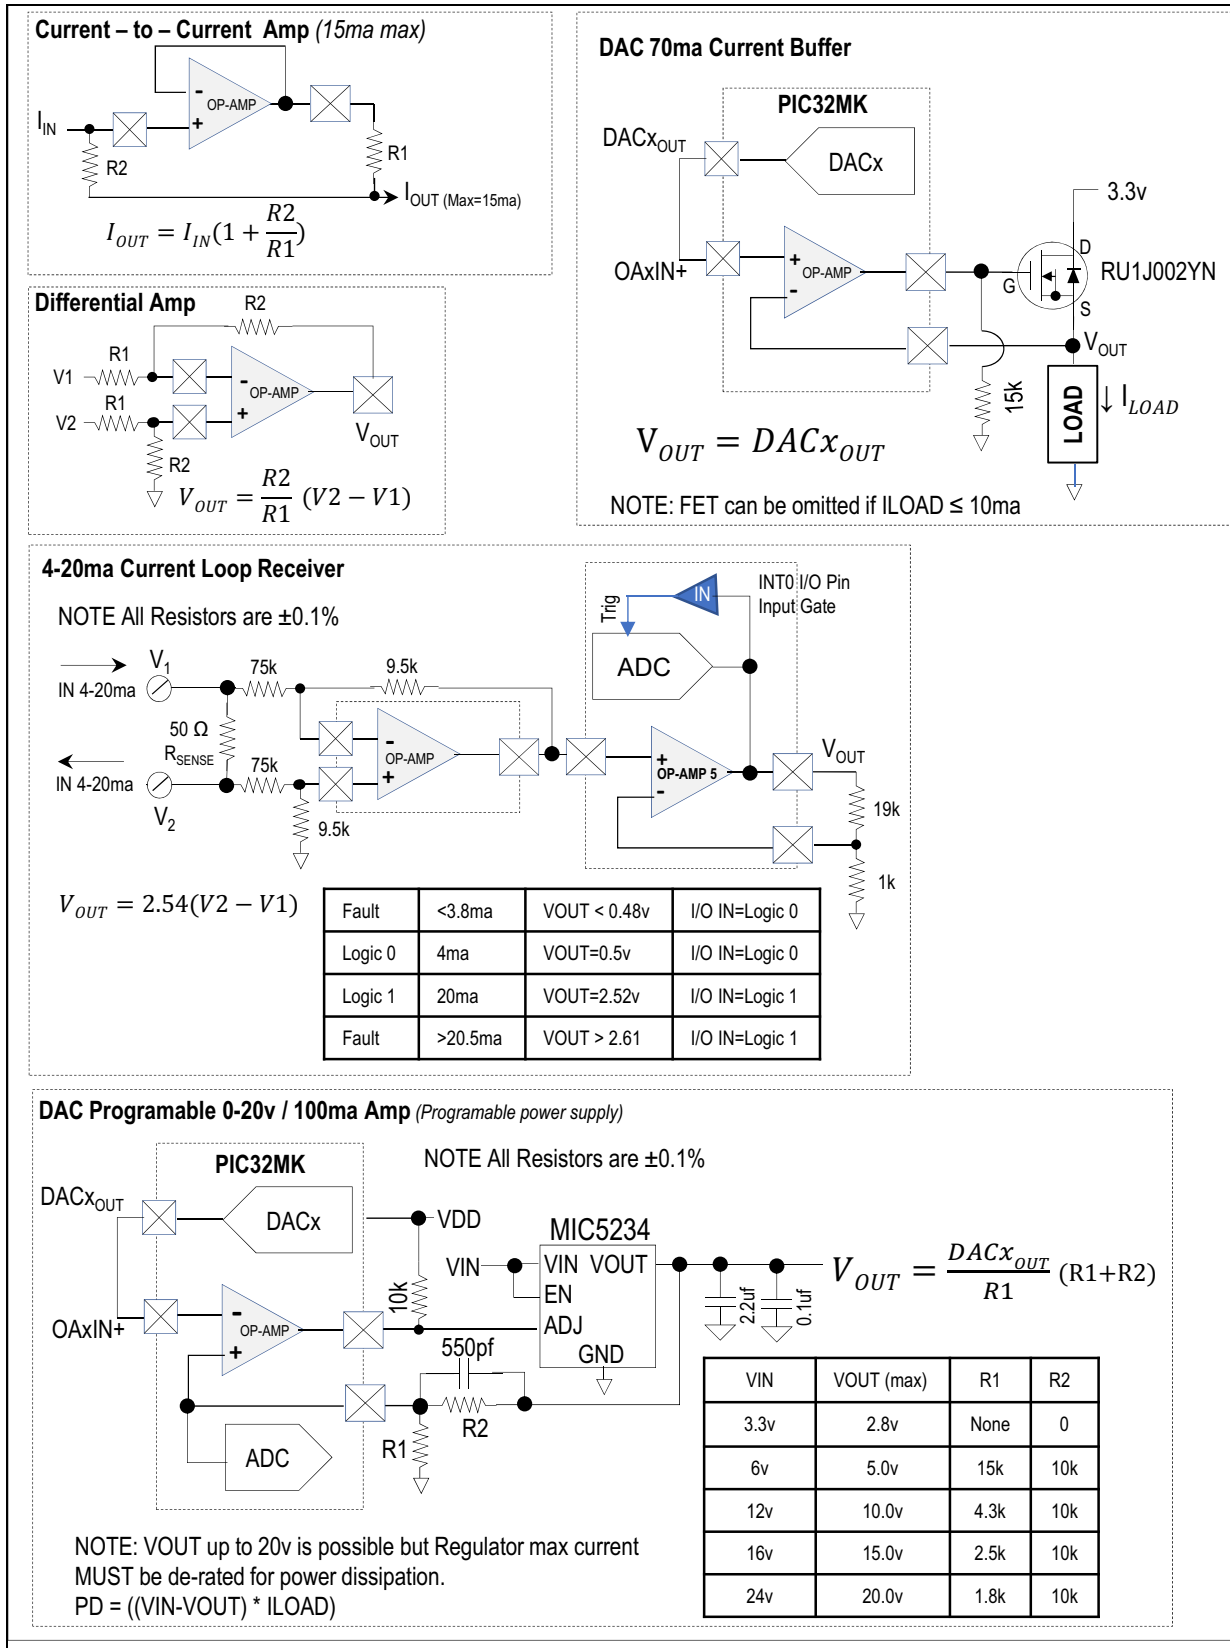 Current – to – Current Amp (15ma max)
-
OP-AMP
+
I_IN
R2
R1
I_OUT (Max=15ma)
I_OUT = I_IN(1 + R2/R1)
DAC 70ma Current Buffer
PIC32MK
DACx_OUT
DACx
3.3v
OAxIN+
+
OP-AMP
-
D
G
S
RU1J002YN
V_OUT
15k
LOAD
↓ I_LOAD
V_OUT = DACx_OUT
NOTE: FET can be omitted if ILOAD ≤ 10ma
Differential Amp
R2
R1
V1
-
OP-AMP
R1
V2
+
V_OUT
R2
V_OUT = R2/R1 (V2 − V1)
4-20ma Current Loop Receiver
NOTE All Resistors are ±0.1%
IN
INT0 I/O Pin
Input Gate
Trig
ADC
V_1
IN 4-20ma
75k
9.5k
50 Ω
R_SENSE
-
OP-AMP
+
+
OP-AMP 5
-
V_OUT
IN 4-20ma
75k
V_2
9.5k
19k
1k
V_OUT = 2.54(V2 − V1)
Fault <3.8ma VOUT < 0.48v I/O IN=Logic 0
Logic 0 4ma VOUT=0.5v I/O IN=Logic 0
Logic 1 20ma VOUT=2.52v I/O IN=Logic 1
Fault >20.5ma VOUT > 2.61 I/O IN=Logic 1
DAC Programable 0-20v / 100ma Amp (Programable power supply)
PIC32MK
NOTE All Resistors are ±0.1%
DACx_OUT
DACx
VDD
MIC5234
VIN
VIN VOUT
EN
ADJ
GND
10k
2.2uf
0.1uf
V_OUT = DACx_OUT/R1 (R1+R2)
OAxIN+
-
OP-AMP
+
550pf
R2
R1
ADC
VIN VOUT (max) R1 R2
3.3v 2.8v None 0
6v 5.0v 15k 10k
12v 10.0v 4.3k 10k
16v 15.0v 2.5k 10k
24v 20.0v 1.8k 10k
NOTE: VOUT up to 20v is possible but Regulator max current
MUST be de-rated for power dissipation.
PD = ((VIN-VOUT) * ILOAD)